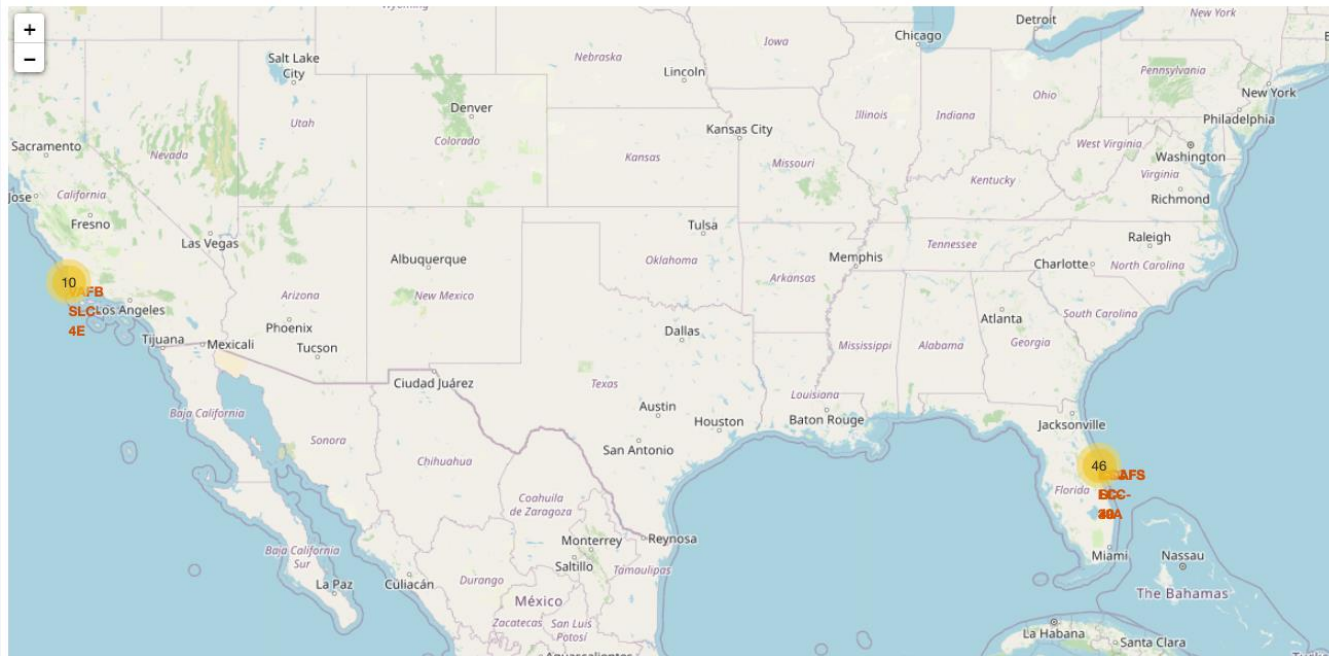 +
−
Wyoming
Detroit
New York
Chicago
Salt Lake
City
Nebraska
Iowa
Lincoln
Pennsylvania
New York
Denver
Utah
Illinois
Indiana
Ohio
Philadelphia
Sacramento
Nevada
Colorado
Kansas City
Kansas
Missouri
West Virginia
Washington
Virginia
Jose
California
Kentucky
Richmond
Fresno
Las Vegas
Tulsa
Raleigh
Albuquerque
Oklahoma
Memphis
Tennessee
Charlotte
North Carolina
10
Arizona
New Mexico
Arkansas
VAFB
SLC-
4E
Los Angeles
South Carolina
Phoenix
Dallas
Atlanta
Tijuana
Mexicali
Tucson
Mississippi
Alabama
Georgia
Ciudad Juárez
Texas
Louisiana
Baja California
Austin
Houston
Baton Rouge
Jacksonville
Sonora
San Antonio
Chihuahua
46
Florida
Coahuila
de Zaragoza
Monterrey
Reynosa
Baja California
Sur
Saltillo
Tamaulipas
Miami
Nassau
La Paz
Culiacán
Durango
The Bahamas
México
Zacatecas
San Luis
Potosí
La Habana
Santa Clara
Aguascalientes